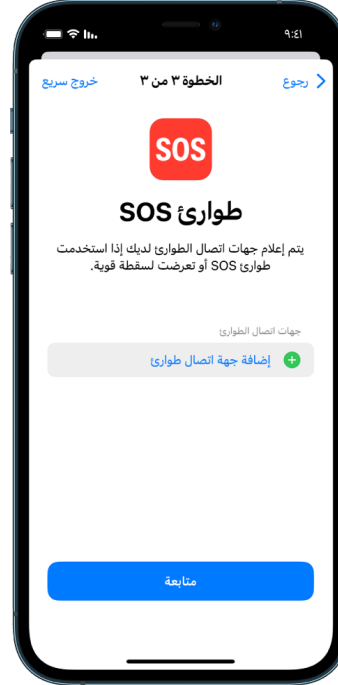 ٩:٤١
رجوع
الخطوة ٣ من ٣
خروج سريع
SOS
طوارئ SOS
يتم إعلام جهات اتصال الطوارئ لديك إذا استخدمت
طوارئ SOS أو تعرضت لسقطة قوية.
جهات اتصال الطوارئ
إضافة جهة اتصال طوارئ
متابعة